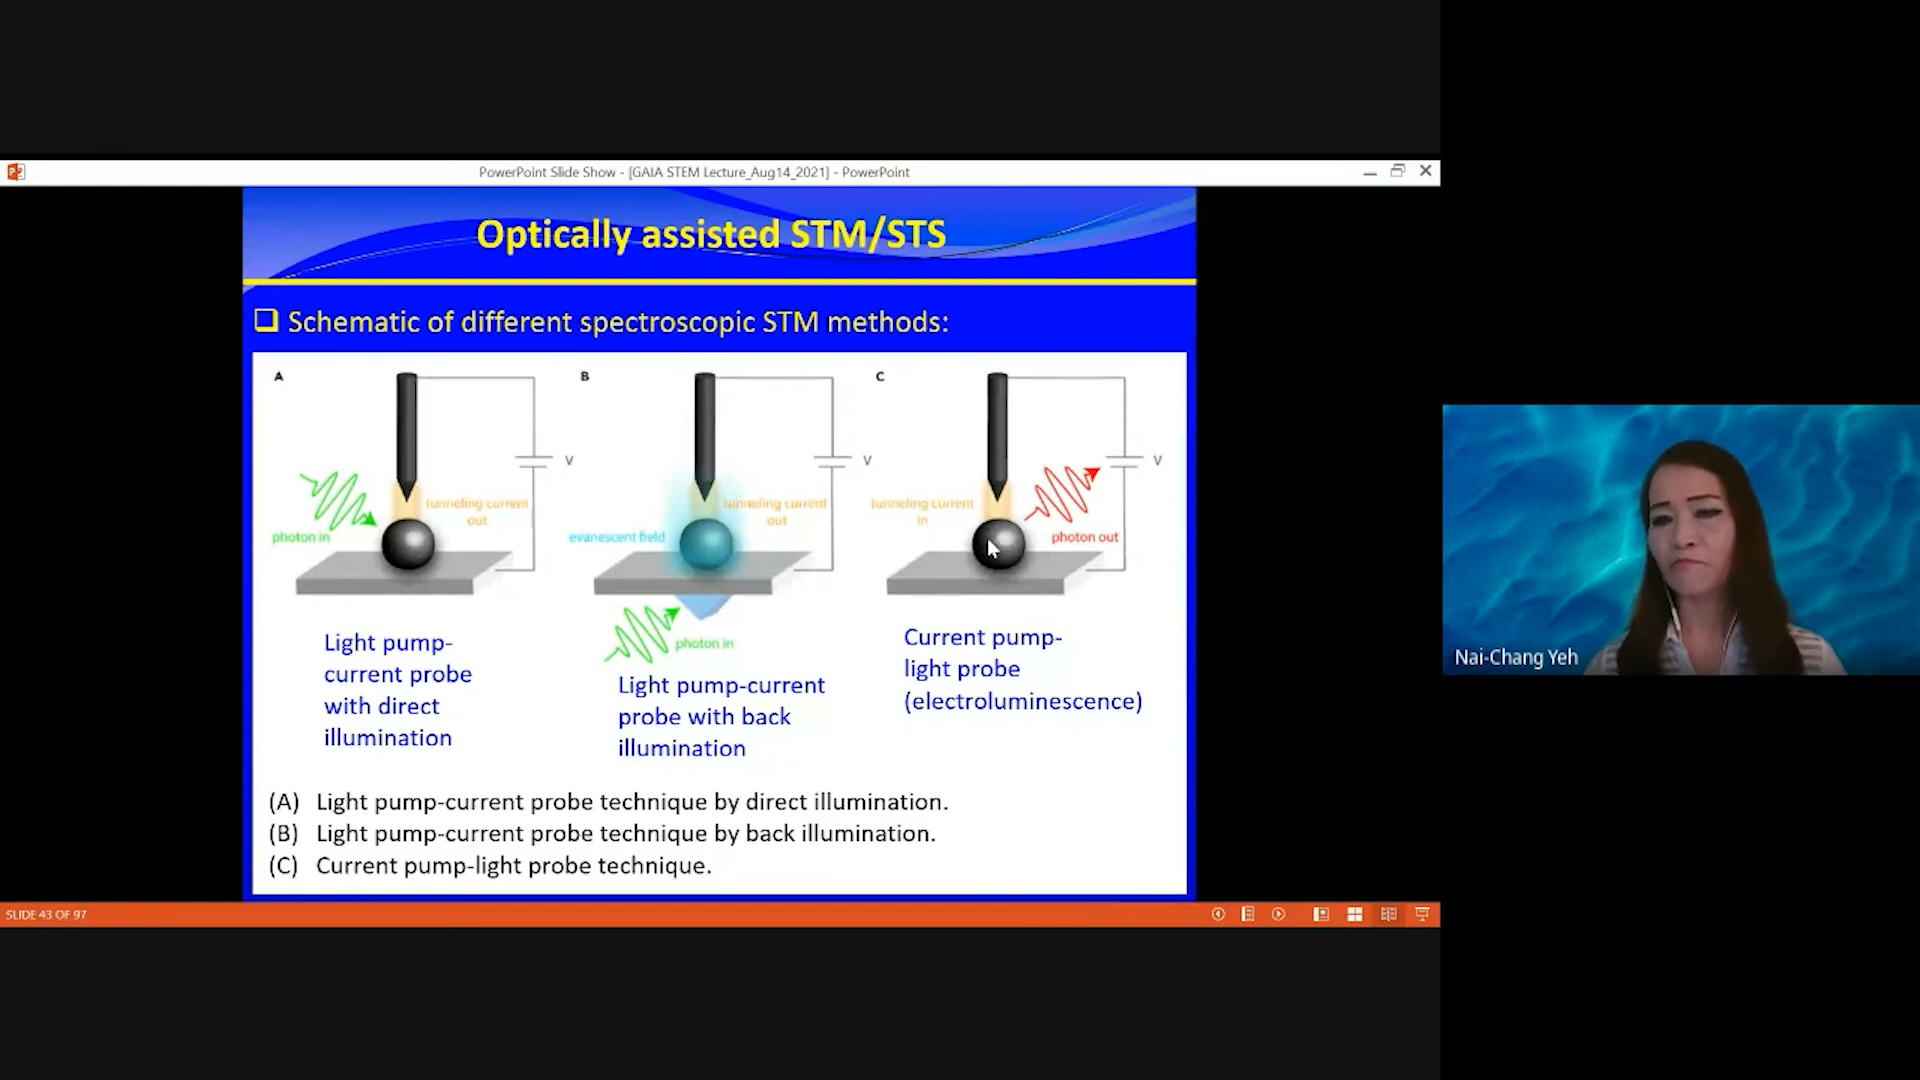 PowerPoint Slide Show - [GAIA STEM Lecture_Aug14_2021] - PowerPoint
Optically assisted STM/STS
Schematic of different spectroscopic STM methods:
A
B
C
V
V
V
tunneling current
out
photon in
tunneling current
out
evanescent field
photon in
tunneling current
in
photon out
Light pump-
current probe
with direct
illumination
Light pump-current
probe with back
illumination
Current pump-
light probe
(electroluminescence)
(A) Light pump-current probe technique by direct illumination.
(B) Light pump-current probe technique by back illumination.
(C) Current pump-light probe technique.
SLIDE 43 OF 97
Nai-Chang Yeh